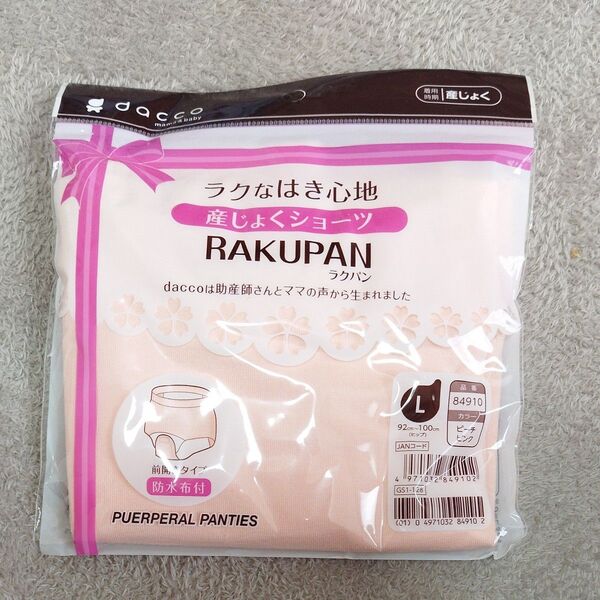 dacco
mama & baby
着用
時期
産じょく
ラクなはき心地
産じょくショーツ
RAKUPAN
ラクパン
daccoは助産師さんとママの声から生まれました
前開きタイプ
防水布付
PUERPERAL PANTIES
L
92cm~100cm
(ヒップ)
品番
84910
カラー
ピーチ
ピンク
JANコード
4 971032 849102
GS1-128
(01) 0 4971032 84910 2